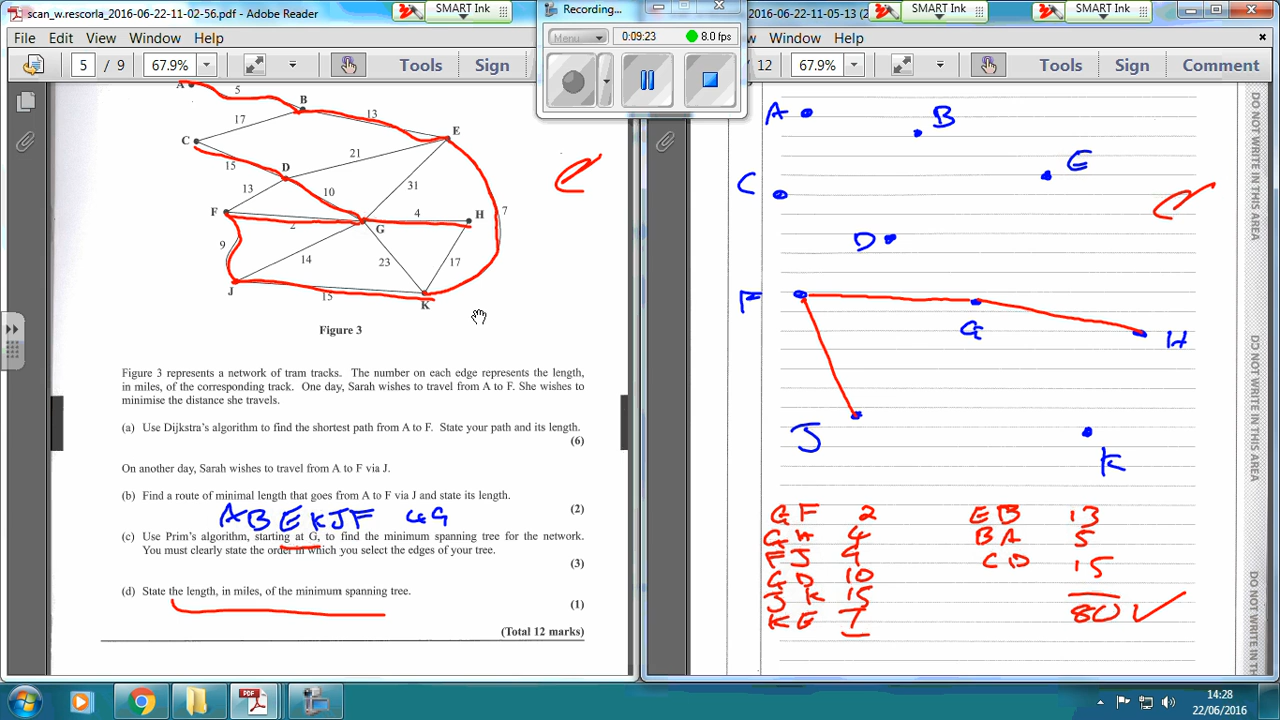 scan_w.rescorla_2016-06-22-11-02-56.pdf - Adobe Reader
SMART Ink
Recording...
2016-06-22-11-05-13 (2
SMART Ink
SMART Ink
File Edit View Window Help
Menu
0:09:23
8.0 fps
Window Help
5 / 9 67.9% Tools Sign
12 67.9% Tools Sign Comment
A
5
B
13
17
C
E
15
D
21
13
10
31
F
4
H
7
2
G
9
14
23
17
J
15
K
Figure 3
Figure 3 represents a network of tram tracks. The number on each edge represents the length,
in miles, of the corresponding track. One day, Sarah wishes to travel from A to F. She wishes to
minimise the distance she travels.
(a) Use Dijkstra's algorithm to find the shortest path from A to F. State your path and its length.
(6)
On another day, Sarah wishes to travel from A to F via J.
(b) Find a route of minimal length that goes from A to F via J and state its length.
(2)
A B E K J F 49
(c) Use Prim's algorithm, starting at G, to find the minimum spanning tree for the network.
You must clearly state the order in which you select the edges of your tree.
(3)
(d) State the length, in miles, of the minimum spanning tree.
(1)
(Total 12 marks)
A
B
E
C
D
F
G
H
J
K
GF 2
GH 4
FJ 9
GD 10
JK 15
KE 7
EB 13
BA 5
CD 15
80
DO NOT WRITE IN THIS AREA
DO NOT WRITE IN THIS AREA
DO NOT WRITE IN T
14:28
22/06/2016